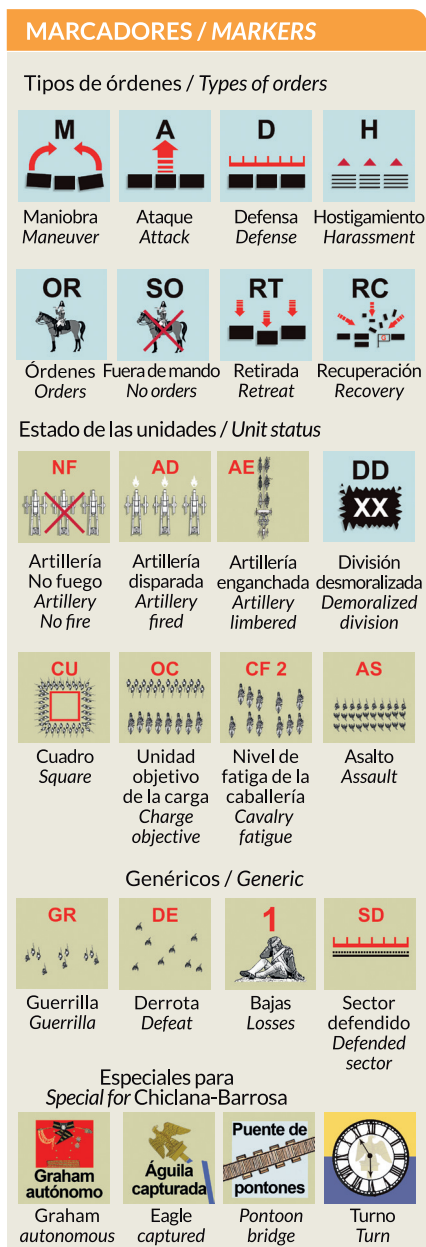 MARCADORES / MARKERS
Tipos de órdenes / Types of orders
M
A
D
H
Maniobra
Maneuver
Ataque
Attack
Defensa
Defense
Hostigamiento
Harassment
OR
SO
RT
RC
Órdenes
Orders
Fuera de mando
No orders
Retirada
Retreat
Recuperación
Recovery
Estado de las unidades / Unit status
NF
AD
AE
DD
XX
Artillería
No fuego
Artillery
No fire
Artillería
disparada
Artillery
fired
Artillería
enganchada
Artillery
limbered
División
desmoralizada
Demoralized
division
CU
OC
CF 2
AS
Cuadro
Square
Unidad
objetivo
de la carga
Charge
objective
Nivel de
fatiga de la
caballería
Cavalry
fatigue
Asalto
Assault
Genéricos / Generic
GR
DE
1
SD
Guerrilla
Guerrilla
Derrota
Defeat
Bajas
Losses
Sector
defendido
Defended
sector
Especiales para
Special for Chiclana-Barrosa
Graham
autónomo
Águila
capturada
Puente de
pontones
Graham
autonomous
Eagle
captured
Pontoon
bridge
Turno
Turn